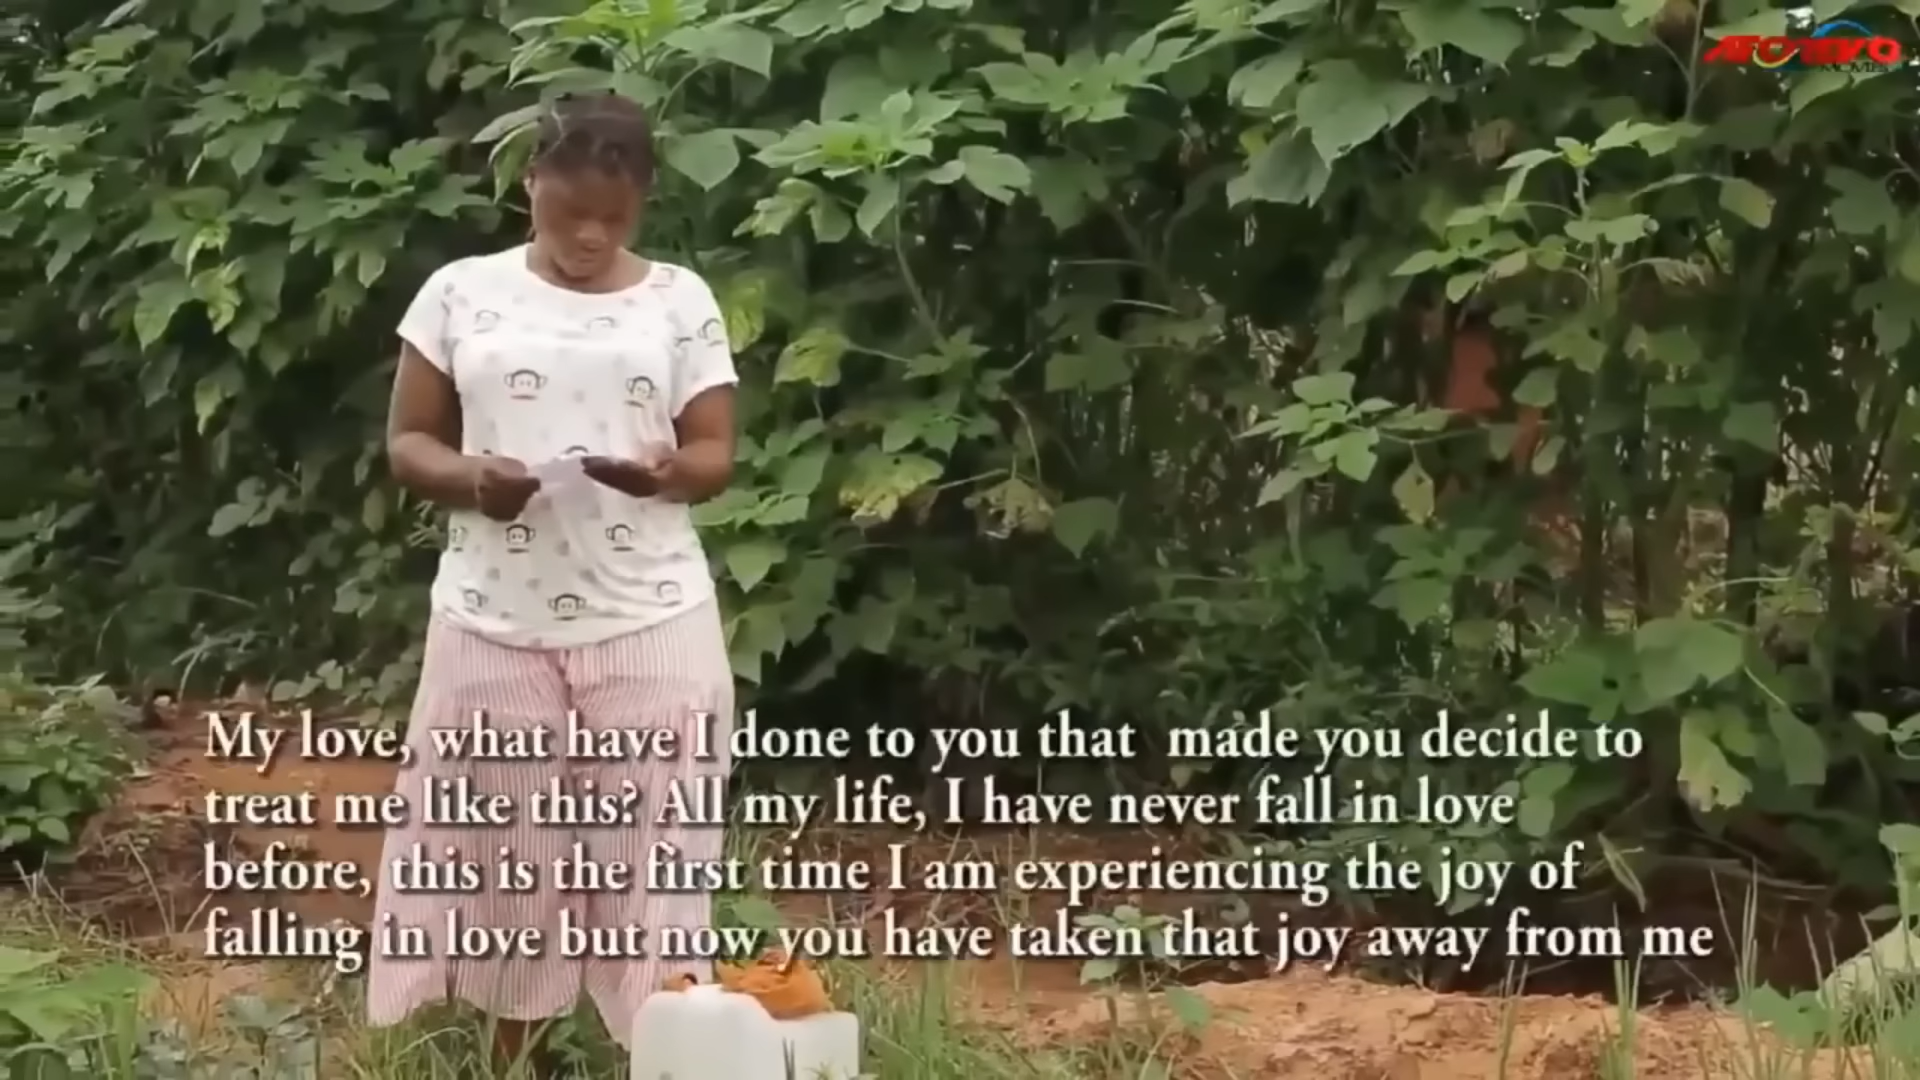 My love, what have I done to you that made you decide to
treat me like this? All my life, I have never fall in love
before, this is the first time I am experiencing the joy of
falling in love but now you have taken that joy away from me